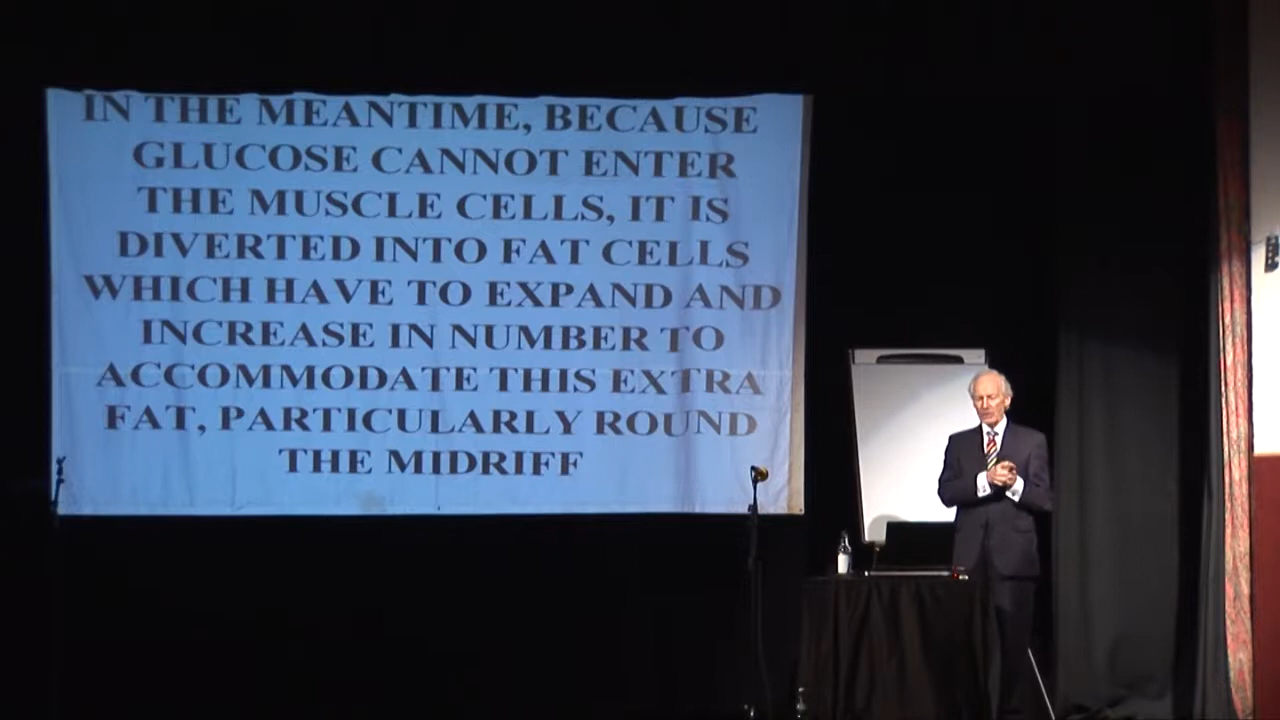 IN THE MEANTIME, BECAUSE
GLUCOSE CANNOT ENTER
THE MUSCLE CELLS, IT IS
DIVERTED INTO FAT CELLS
WHICH HAVE TO EXPAND AND
INCREASE IN NUMBER TO
ACCOMMODATE THIS EXTRA
FAT, PARTICULARLY ROUND
THE MIDRIFF